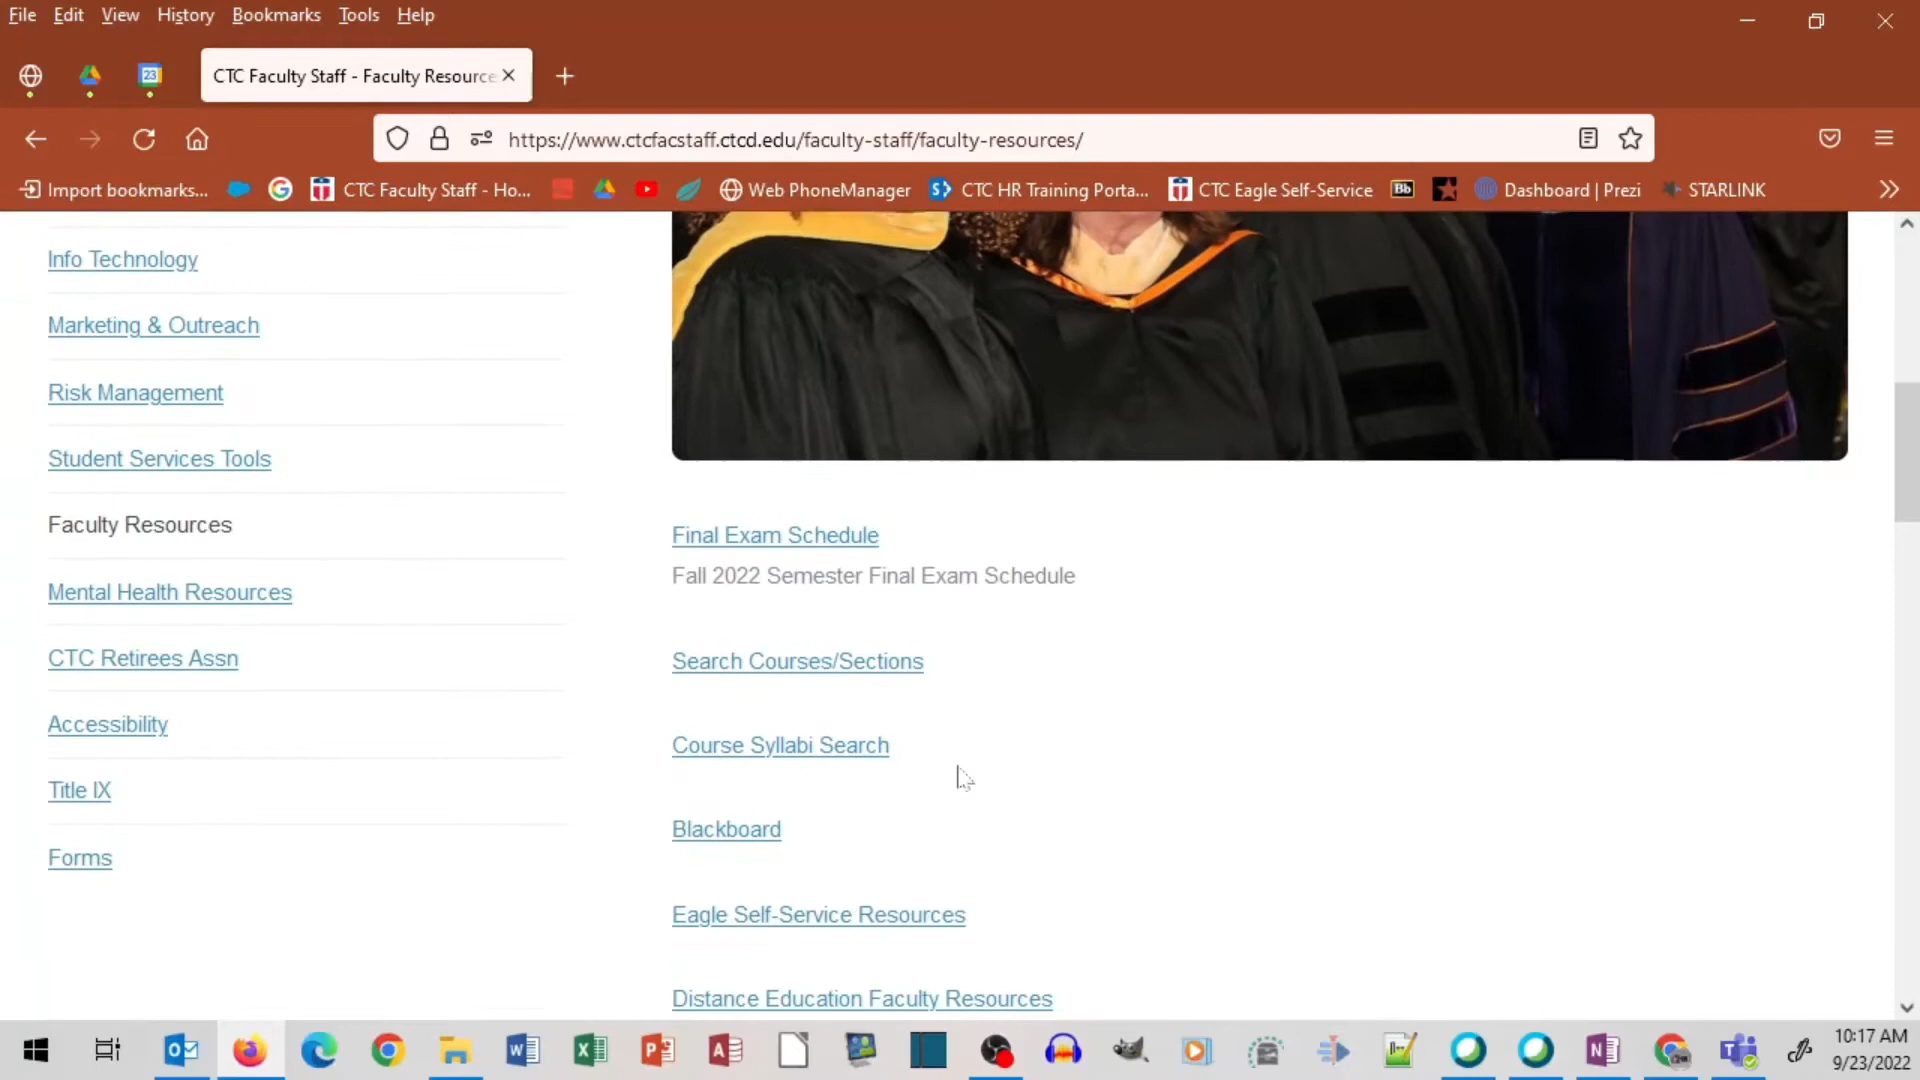 File Edit View History Bookmarks Tools Help
23
CTC Faculty Staff - Faculty Resource
https://www.ctcfacstaff.ctcd.edu/faculty-staff/faculty-resources/
Import bookmarks... CTC Faculty Staff - Ho... Web PhoneManager CTC HR Training Porta... CTC Eagle Self-Service Bb Dashboard | Prezi STARLINK
Info Technology
Marketing & Outreach
Risk Management
Student Services Tools
Faculty Resources
Mental Health Resources
CTC Retirees Assn
Accessibility
Title IX
Forms
Final Exam Schedule
Fall 2022 Semester Final Exam Schedule
Search Courses/Sections
Course Syllabi Search
Blackboard
Eagle Self-Service Resources
Distance Education Faculty Resources
10:17 AM
9/23/2022